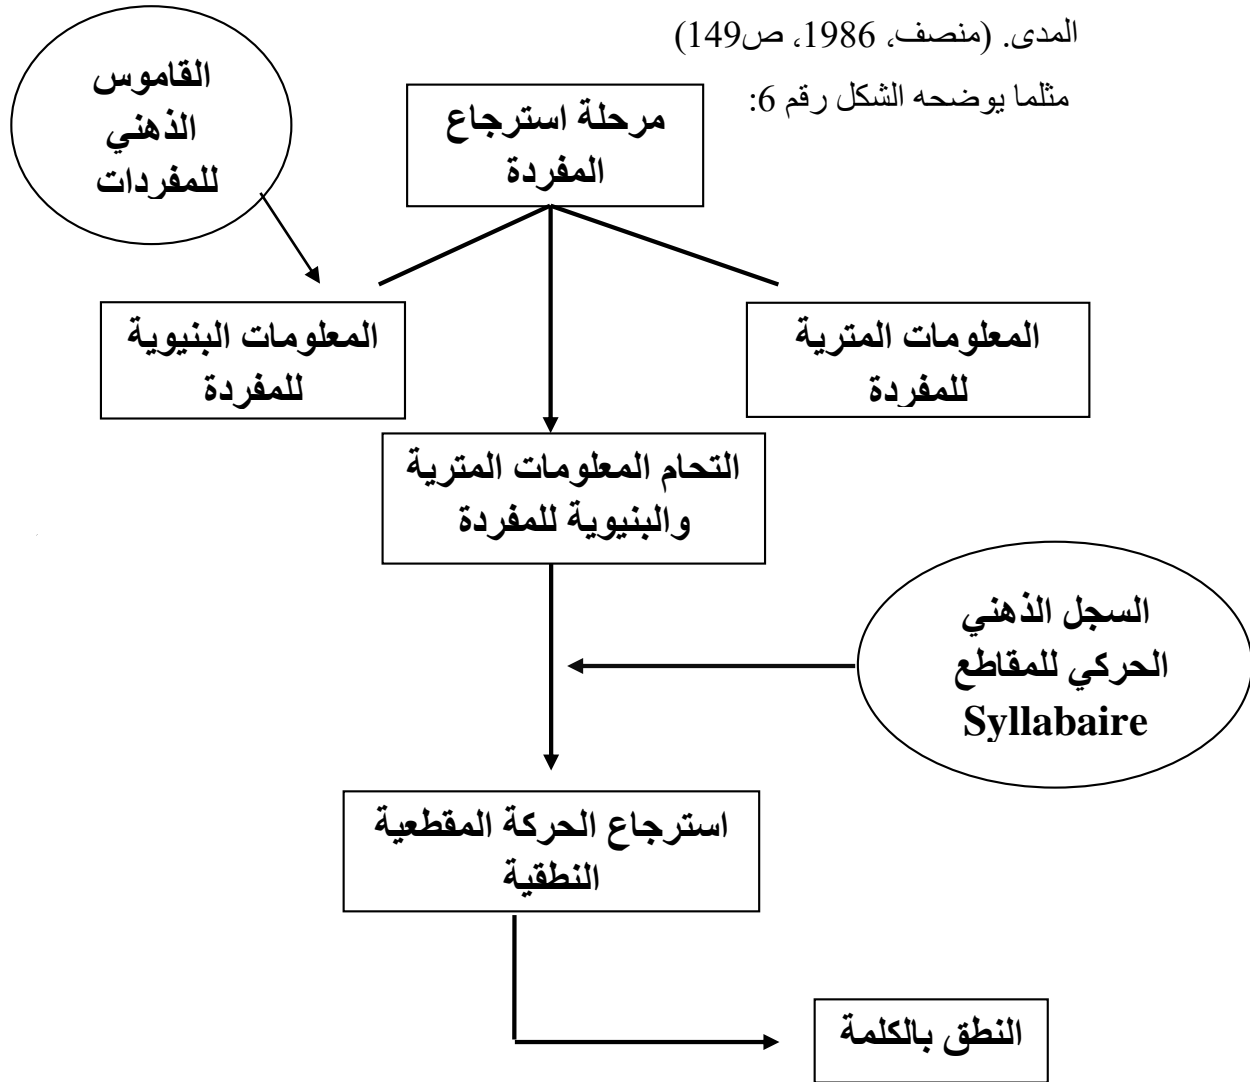 المدى. (منصف، 1986، ص149)
مثلما يوضحه الشكل رقم 6:
القاموس
الذهني
للمفردات
مرحلة استرجاع
المفردة
المعلومات المترية
للمفردة
المعلومات البنيوية
للمفردة
التحام المعلومات المترية
والبنيوية للمفردة
السجل الذهني
الحركي للمقاطع
Syllabaire
استرجاع الحركة المقطعية
النطقية
النطق بالكلمة